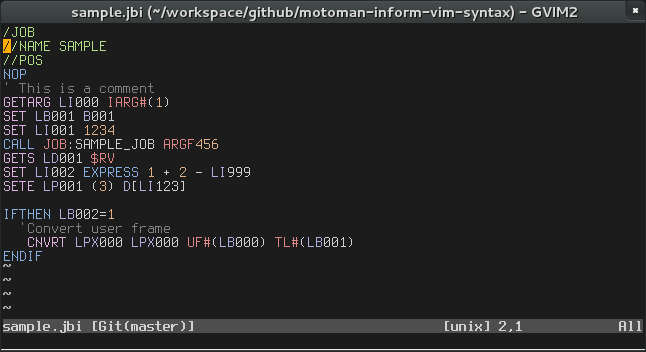 sample.jbi (~/workspace/github/motoman-inform-vim-syntax) - GVIM2
/JOB
//NAME SAMPLE
//POS
NOP
' This is a comment
GETARG LI000 IARG#(1)
SET LB001 B001
SET LI001 1234
CALL JOB:SAMPLE_JOB ARGF456
GETS LD001 $RV
SET LI002 EXPRESS 1 + 2 - LI999
SETE LP001 (3) D[LI123]
IFTHEN LB002=1
  'Convert user frame
   CNVRT LPX000 LPX000 UF#(LB000) TL#(LB001)
ENDIF
~
~
~
~
sample.jbi [Git(master)] [unix] 2,1 All